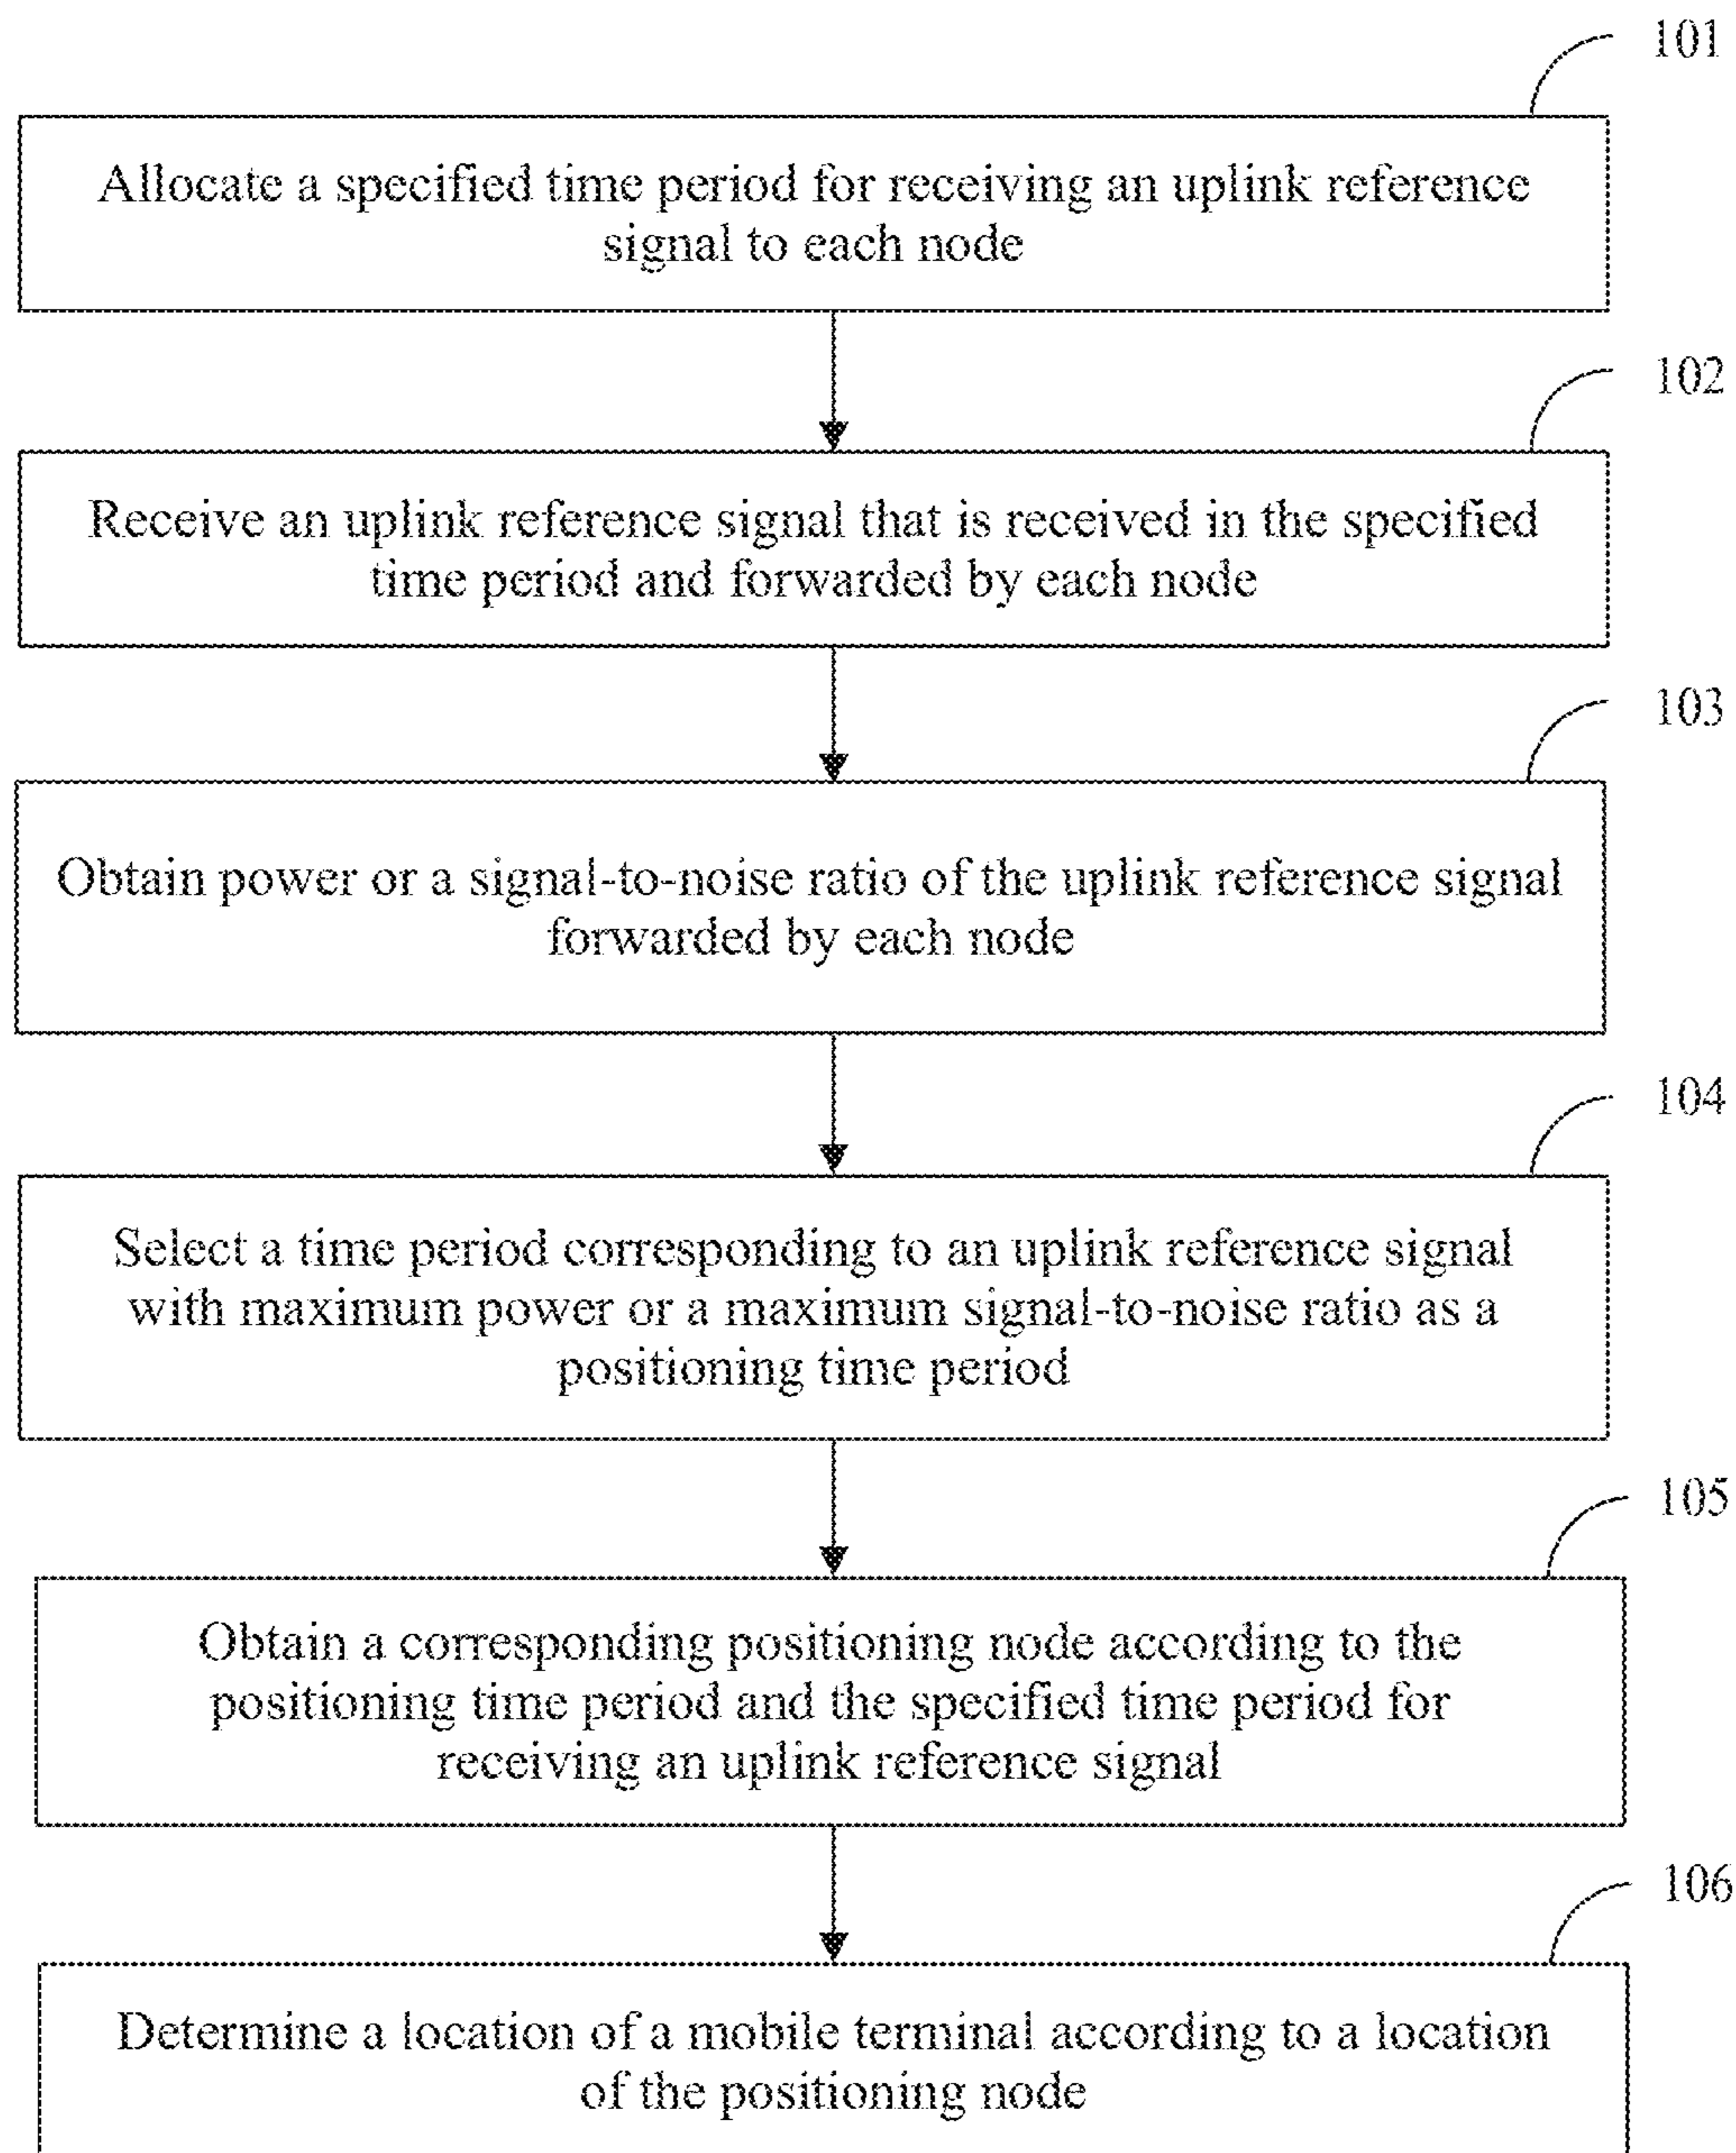 101
Allocate a specified time period for receiving an uplink reference
signal to each node
102
Receive an uplink reference signal that is received in the specified
time period and forwarded by each node
103
Obtain power or a signal-to-noise ratio of the uplink reference signal
forwarded by each node
104
Select a time period corresponding to an uplink reference signal
with maximum power or a maximum signal-to-noise ratio as a
positioning time period
105
Obtain a corresponding positioning node according to the
positioning time period and the specified time period for
receiving an uplink reference signal
106
Determine a location of a mobile terminal according to a location
of the positioning node